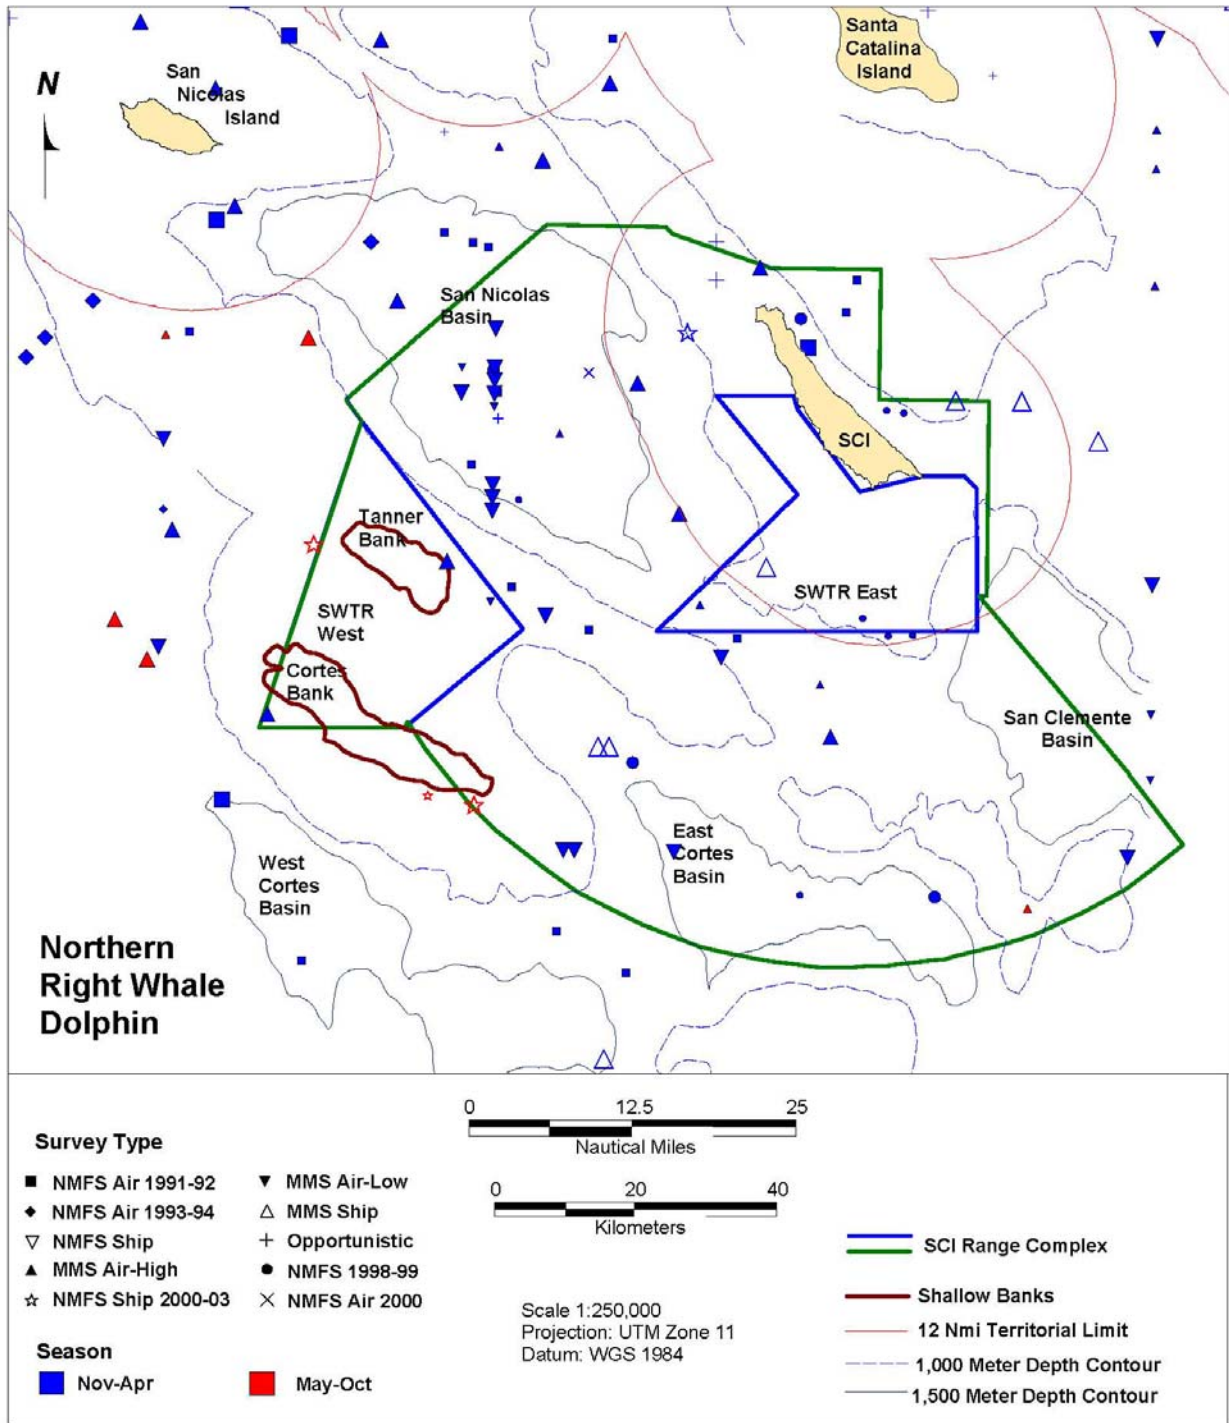 Santa
Catalina
Island
San
Nicolas
Island
N
San Nicolas
Basin
SCI
Tanner
Bank
SWTR East
SWTR
West
Cortes
Bank
San Clemente
Basin
East
Cortes
Basin
West
Cortes
Basin
Northern
Right Whale
Dolphin
0 12.5 25
Nautical Miles
0 20 40
Kilometers
Survey Type
NMFS Air 1991-92
NMFS Air 1993-94
NMFS Ship
MMS Air-High
NMFS Ship 2000-03
MMS Air-Low
MMS Ship
Opportunistic
NMFS 1998-99
NMFS Air 2000
Season
Nov-Apr
May-Oct
Scale 1:250,000
Projection: UTM Zone 11
Datum: WGS 1984
SCI Range Complex
Shallow Banks
12 Nmi Territorial Limit
1,000 Meter Depth Contour
1,500 Meter Depth Contour